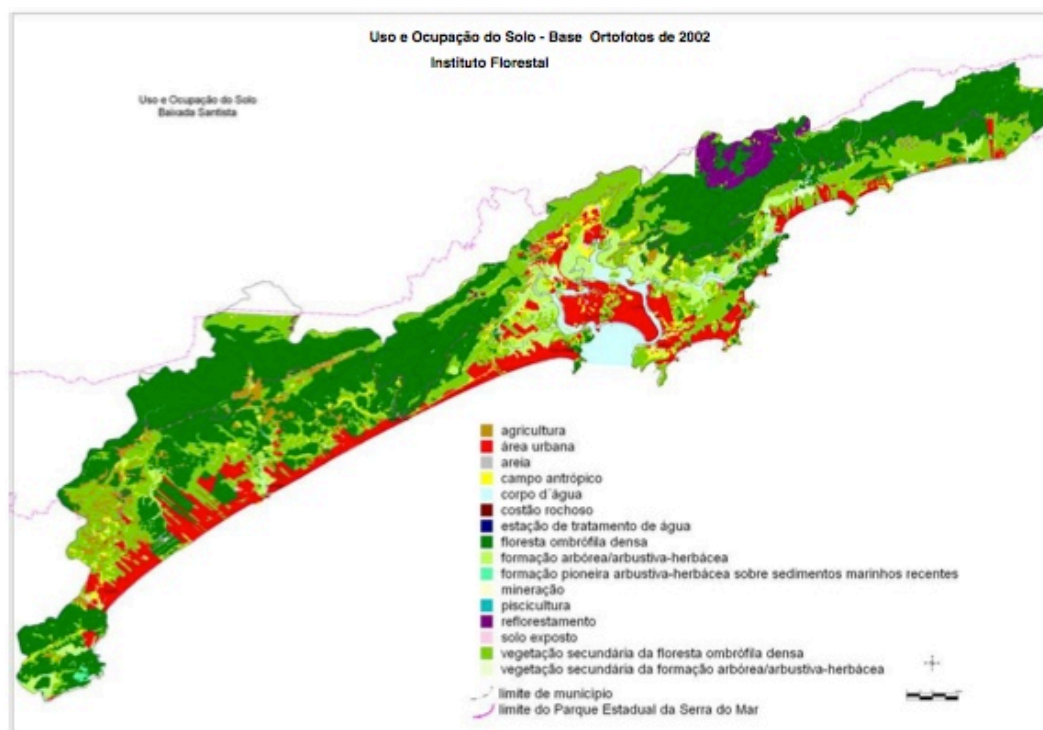 Uso e Ocupação do Solo - Base Ortofotos de 2002
Instituto Florestal
Uso e Ocupação do Solo
Baixada Santista
agricultura
área urbana
areia
campo antrópico
corpo d´água
costão rochoso
estação de tratamento de água
floresta ombrófila densa
formação arbórea/arbustiva-herbácea
formação pioneira arbustiva-herbácea sobre sedimentos marinhos recentes
mineração
piscicultura
reflorestamento
solo exposto
vegetação secundária da floresta ombrófila densa
vegetação secundária da formação arbórea/arbustiva-herbácea
limite de município
limite do Parque Estadual da Serra do Mar